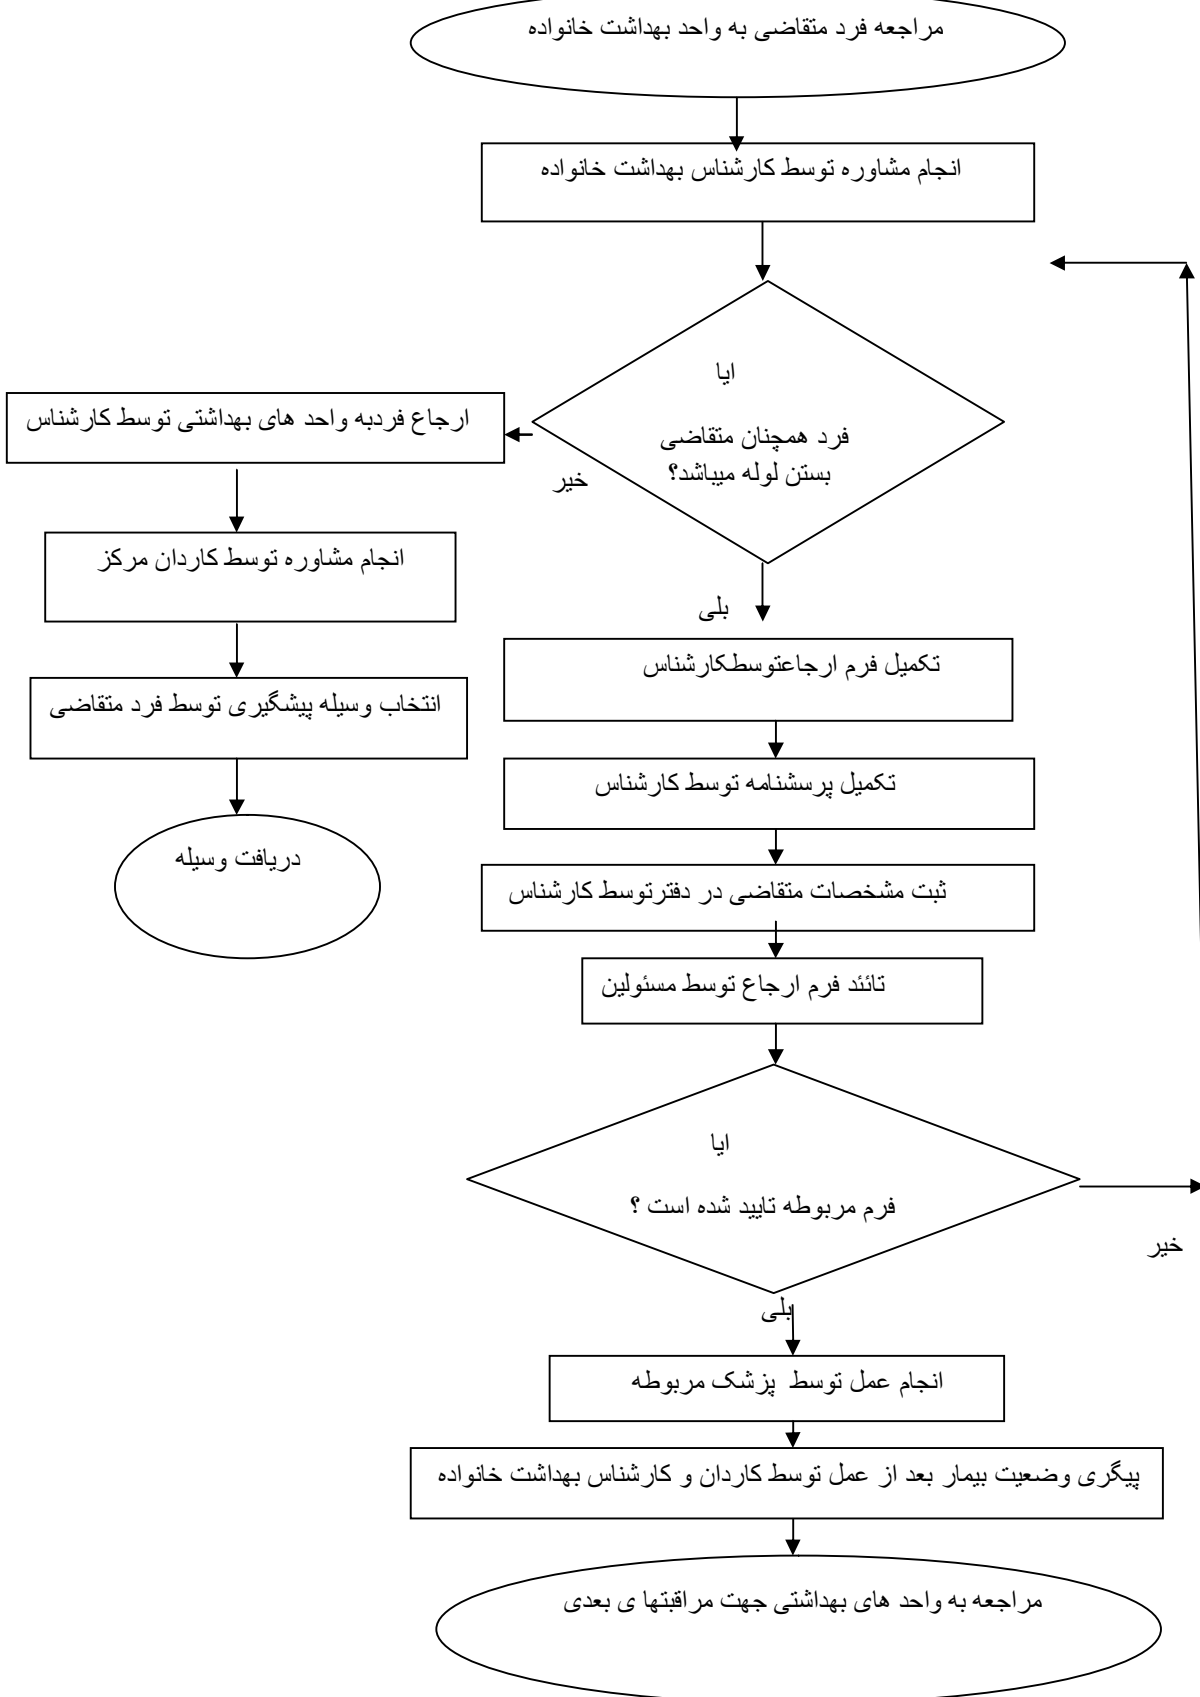 مراجعه فرد متقاضی به واحد بهداشت خانواده
انجام مشاوره توسط کارشناس بهداشت خانواده
ایا
فرد همچنان متقاضی
بستن لوله میباشد؟
خیر
ارجاع فردبه واحد های بهداشتی توسط کارشناس
انجام مشاوره توسط کاردان مرکز
انتخاب وسیله پیشگیری توسط فرد متقاضی
دریافت وسیله
بلی
تکمیل فرم ارجاعتوسطکارشناس
تکمیل پرسشنامه توسط کارشناس
ثبت مشخصات متقاضی در دفترتوسط کارشناس
تائئد فرم ارجاع توسط مسئولین
ایا
فرم مربوطه تایید شده است ؟
خیر
بلی
انجام عمل توسط پزشک مربوطه
پیگری وضعیت بیمار بعد از عمل توسط کاردان و کارشناس بهداشت خانواده
مراجعه به واحد های بهداشتی جهت مراقبتها ی بعدی